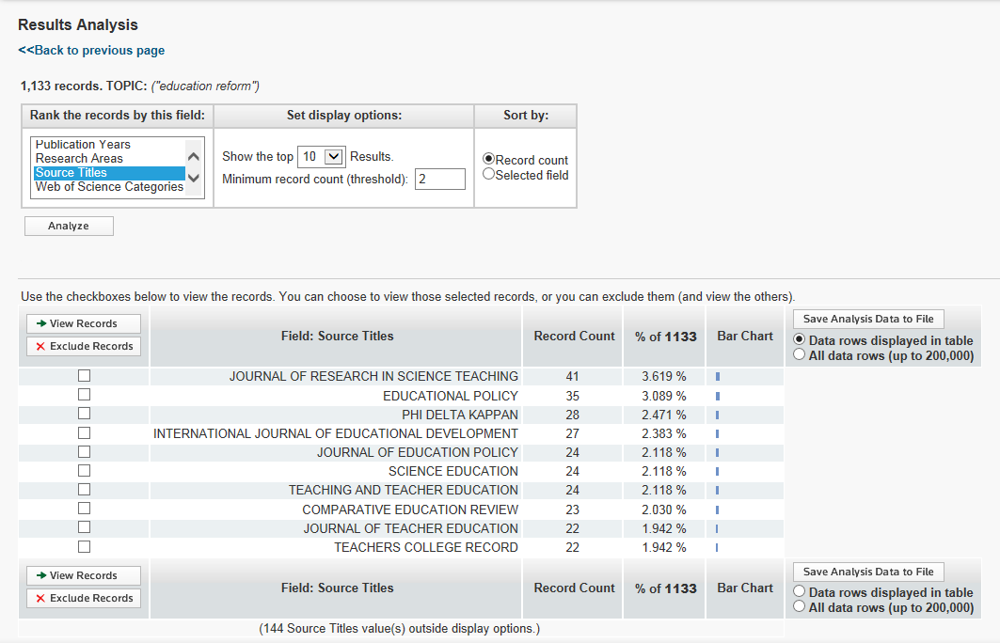 Results Analysis
<<Back to previous page
1,133 records. TOPIC: ("education reform")
Rank the records by this field: Set display options: Sort by:
Publication Years
Research Areas
Source Titles
Web of Science Categories
Show the top 10 Results.
Minimum record count (threshold): 2
Record count
Selected field
Analyze
Use the checkboxes below to view the records. You can choose to view those selected records, or you can exclude them (and view the others).
View Records
Exclude Records
Field: Source Titles Record Count % of 1133 Bar Chart
Save Analysis Data to File
Data rows displayed in table
All data rows (up to 200,000)
JOURNAL OF RESEARCH IN SCIENCE TEACHING 41 3.619 %
EDUCATIONAL POLICY 35 3.089 %
PHI DELTA KAPPAN 28 2.471 %
INTERNATIONAL JOURNAL OF EDUCATIONAL DEVELOPMENT 27 2.383 %
JOURNAL OF EDUCATION POLICY 24 2.118 %
SCIENCE EDUCATION 24 2.118 %
TEACHING AND TEACHER EDUCATION 24 2.118 %
COMPARATIVE EDUCATION REVIEW 23 2.030 %
JOURNAL OF TEACHER EDUCATION 22 1.942 %
TEACHERS COLLEGE RECORD 22 1.942 %
View Records
Exclude Records
Field: Source Titles Record Count % of 1133 Bar Chart
Save Analysis Data to File
Data rows displayed in table
All data rows (up to 200,000)
(144 Source Titles value(s) outside display options.)